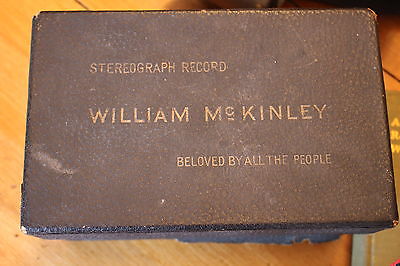 STEREOGRAPH RECORD
WILLIAM McKINLEY
BELOVED BY ALL THE PEOPLE